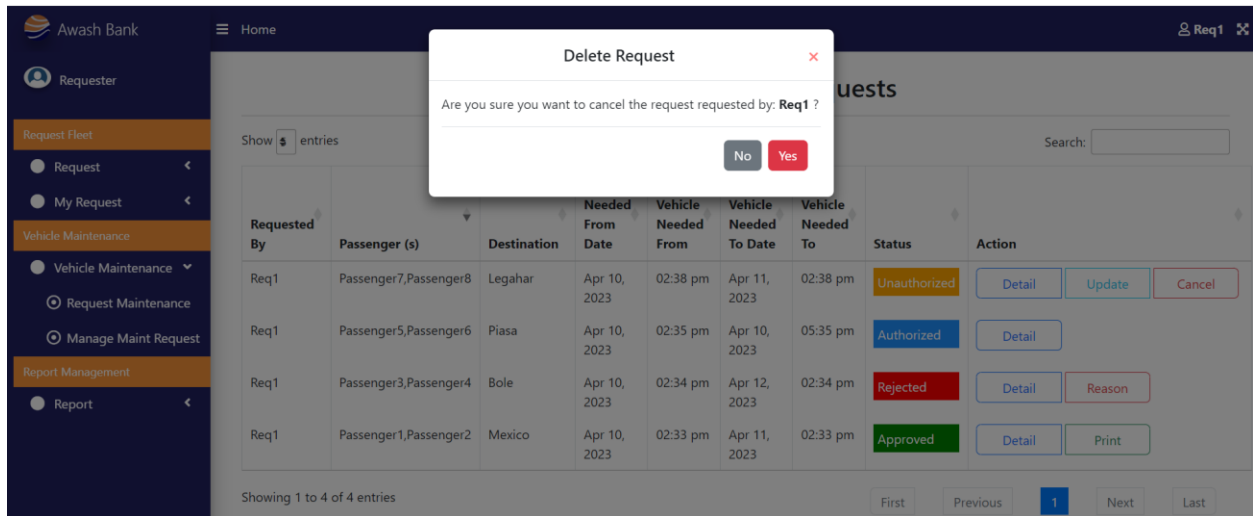 Awash Bank
Home
Req1
Requester
Delete Request
×
Are you sure you want to cancel the request requested by: Req1 ?
No Yes
uests
Request Fleet
Request
My Request
Vehicle Maintenance
Vehicle Maintenance
Request Maintenance
Manage Maint Request
Report Management
Report
Show entries
Search:
Requested By Passenger (s) Destination Needed From Date Vehicle Needed From Vehicle Needed To Date Vehicle Needed To Status Action
Req1 Passenger7,Passenger8 Legahar Apr 10, 2023 02:38 pm Apr 11, 2023 02:38 pm Unauthorized Detail Update Cancel
Req1 Passenger5,Passenger6 Piasa Apr 10, 2023 02:35 pm Apr 10, 2023 05:35 pm Authorized Detail
Req1 Passenger3,Passenger4 Bole Apr 10, 2023 02:34 pm Apr 12, 2023 02:34 pm Rejected Detail Reason
Req1 Passenger1,Passenger2 Mexico Apr 10, 2023 02:33 pm Apr 11, 2023 02:33 pm Approved Detail Print
Showing 1 to 4 of 4 entries
First Previous 1 Next Last